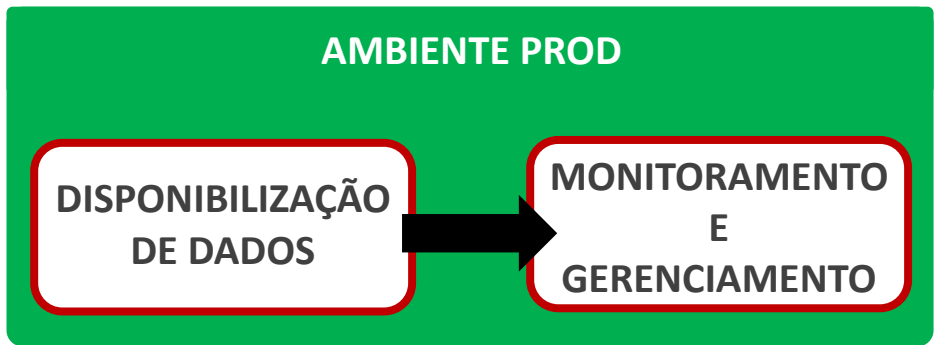 AMBIENTE PROD
DISPONIBILIZAÇÃO
DE DADOS
MONITORAMENTO
E
GERENCIAMENTO